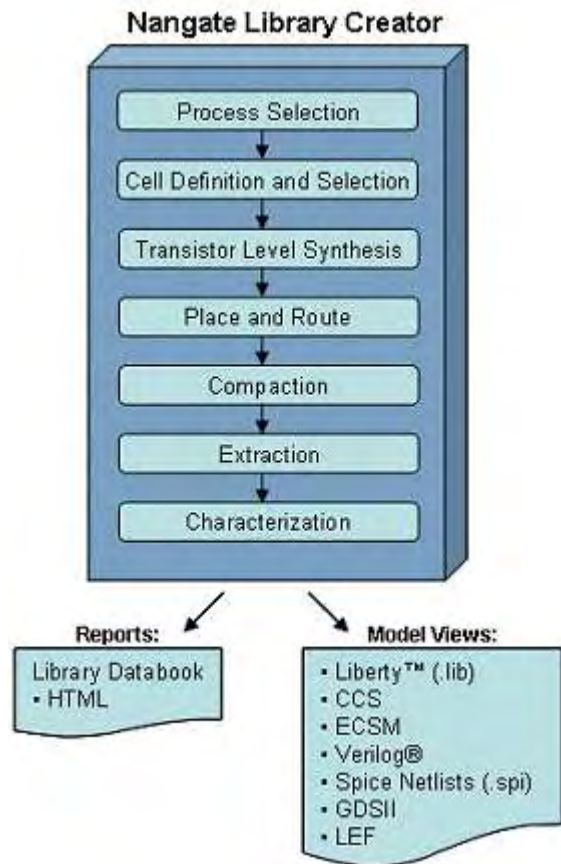 Nangate Library Creator
Process Selection
Cell Definition and Selection
Transistor Level Synthesis
Place and Route
Compaction
Extraction
Characterization
Reports:
Library Databook
▪ HTML
Model Views:
▪ Liberty™ (.lib)
▪ CCS
▪ ECSM
▪ Verilog®
▪ Spice Netlists (.spi)
▪ GDSII
▪ LEF